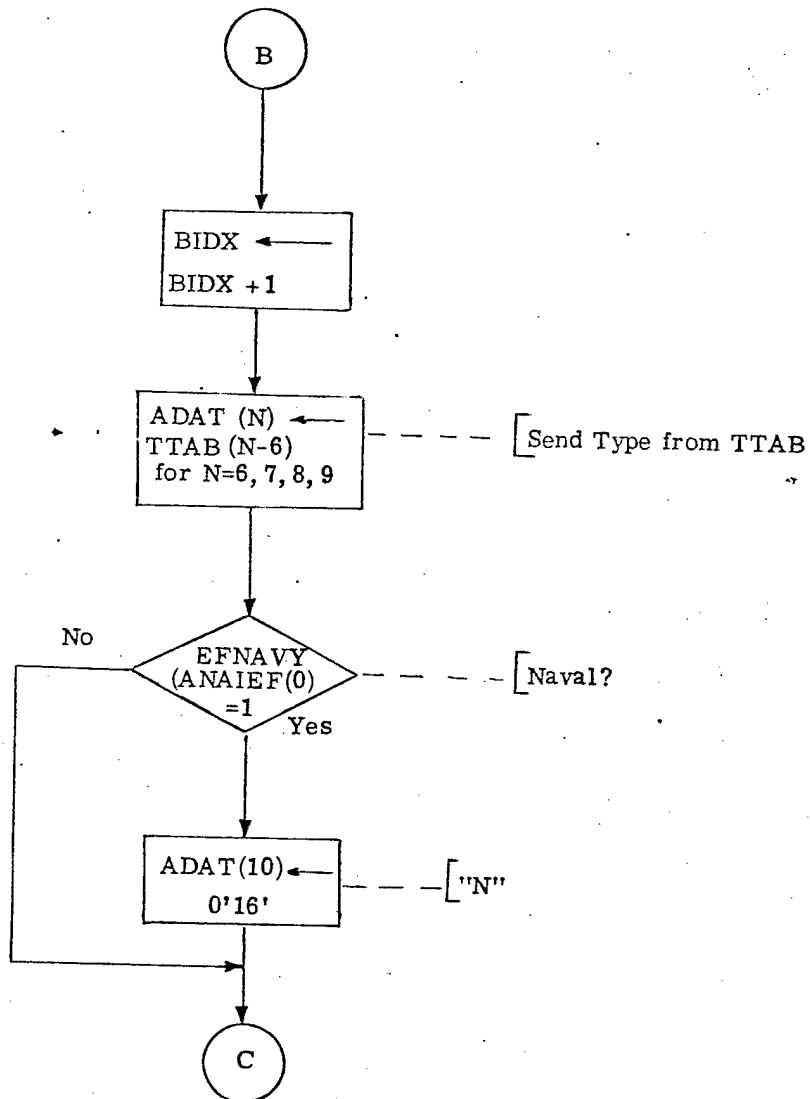 B
BIDX ←
BIDX +1
ADAT (N) ←
TTAB (N-6)
for N=6, 7, 8, 9
[Send Type from TTAB
No
EFNAVY
(ANAIEF(0)
=1
Yes
[Naval?
ADAT(10) ←
0'16'
["N"
C